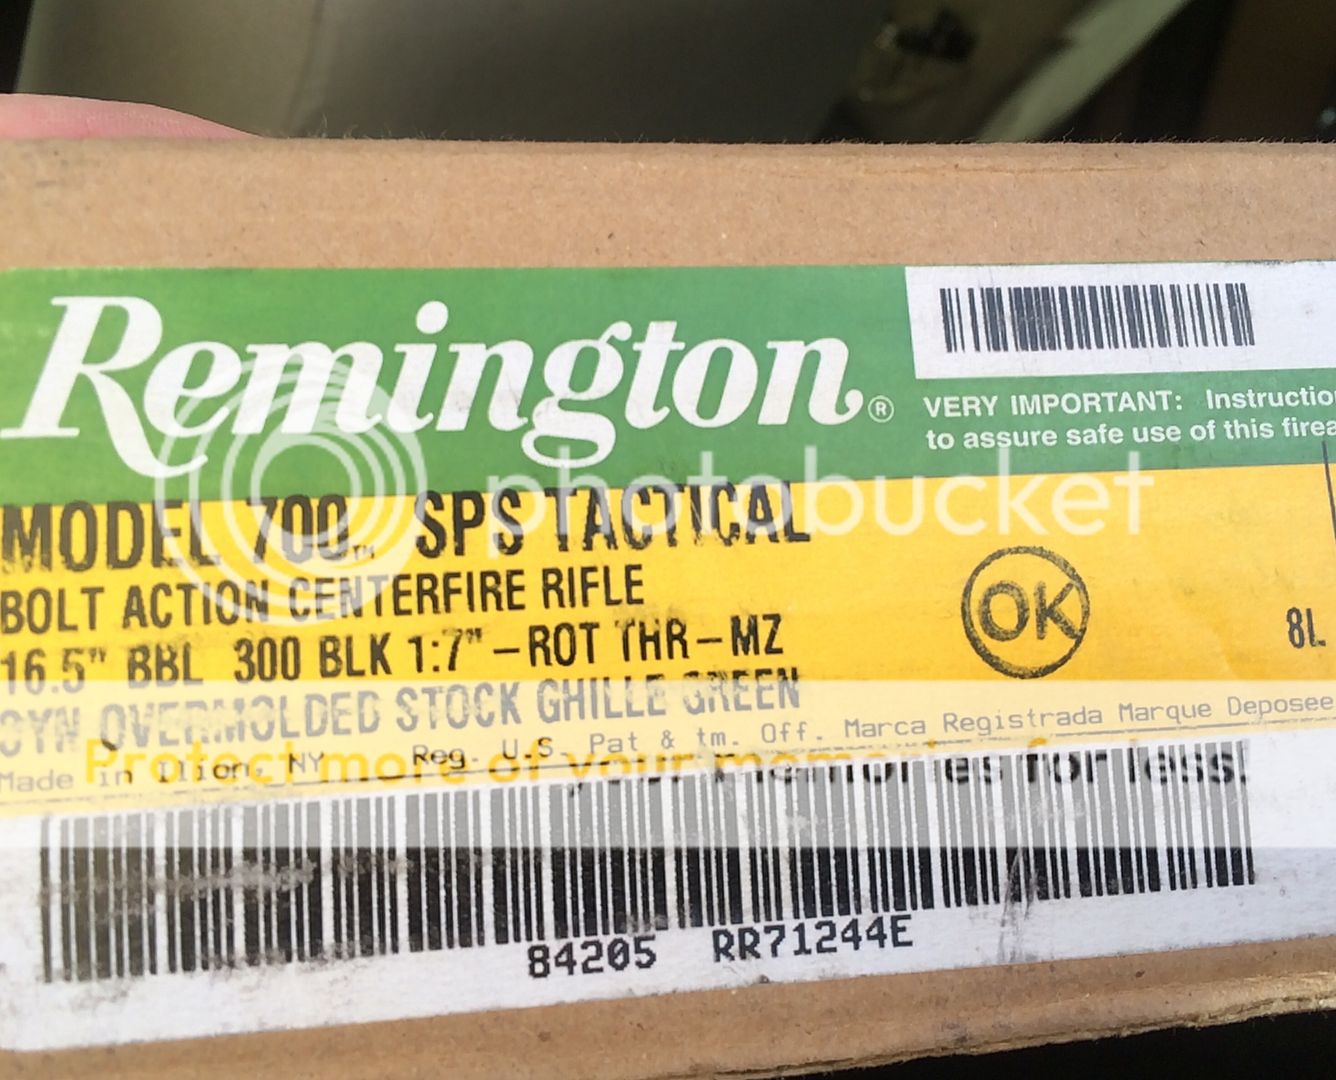 Remington®
VERY IMPORTANT: Instructio
to assure safe use of this firea
photobucket
MODEL 700™ SPS TACTICAL
BOLT ACTION CENTERFIRE RIFLE
16.5" BBL 300 BLK 1:7" – ROT THR – MZ
OK
8L
SYN OVERMOLDED STOCK GHILLE GREEN
Made in Ilion, NY Reg. U.S. Pat & tm. Off. Marca Registrada Marque Deposee
Protect more of your memories for less!
84205 RR71244E